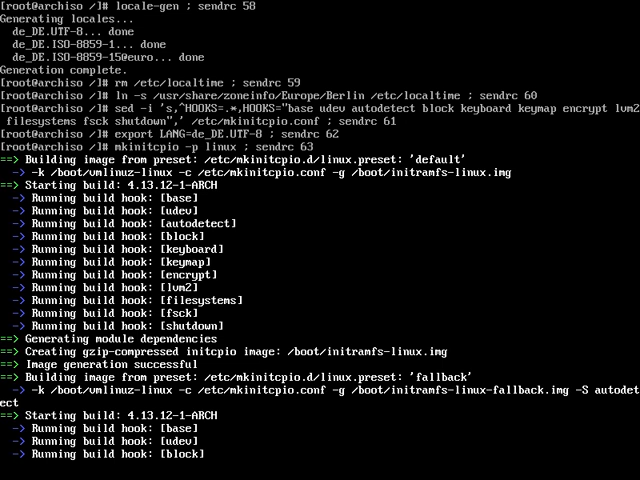 [root@archiso /]# locale-gen ; sendrc 58
Generating locales...
de_DE.UTF-8... done
de_DE.ISO-8859-1... done
de_DE.ISO-8859-15@euro... done
Generation complete.
[root@archiso /]# rm /etc/localtime ; sendrc 59
[root@archiso /]# ln -s /usr/share/zoneinfo/Europe/Berlin /etc/localtime ; sendrc 60
[root@archiso /]# sed -i 's,^HOOKS=.*,HOOKS="base udev autodetect block keyboard keymap encrypt lvm2
filesystems fsck shutdown",' /etc/mkinitcpio.conf ; sendrc 61
[root@archiso /]# export LANG=de_DE.UTF-8 ; sendrc 62
[root@archiso /]# mkinitcpio -p linux ; sendrc 63
==> Building image from preset: /etc/mkinitcpio.d/linux.preset: 'default'
-> -k /boot/vmlinuz-linux -c /etc/mkinitcpio.conf -g /boot/initramfs-linux.img
==> Starting build: 4.13.12-1-ARCH
-> Running build hook: [base]
-> Running build hook: [udev]
-> Running build hook: [autodetect]
-> Running build hook: [block]
-> Running build hook: [keyboard]
-> Running build hook: [keymap]
-> Running build hook: [encrypt]
-> Running build hook: [lvm2]
-> Running build hook: [filesystems]
-> Running build hook: [fsck]
-> Running build hook: [shutdown]
==> Generating module dependencies
==> Creating gzip-compressed initcpio image: /boot/initramfs-linux.img
==> Image generation successful
==> Building image from preset: /etc/mkinitcpio.d/linux.preset: 'fallback'
-> -k /boot/vmlinuz-linux -c /etc/mkinitcpio.conf -g /boot/initramfs-linux-fallback.img -S autodet
ect
==> Starting build: 4.13.12-1-ARCH
-> Running build hook: [base]
-> Running build hook: [udev]
-> Running build hook: [block]